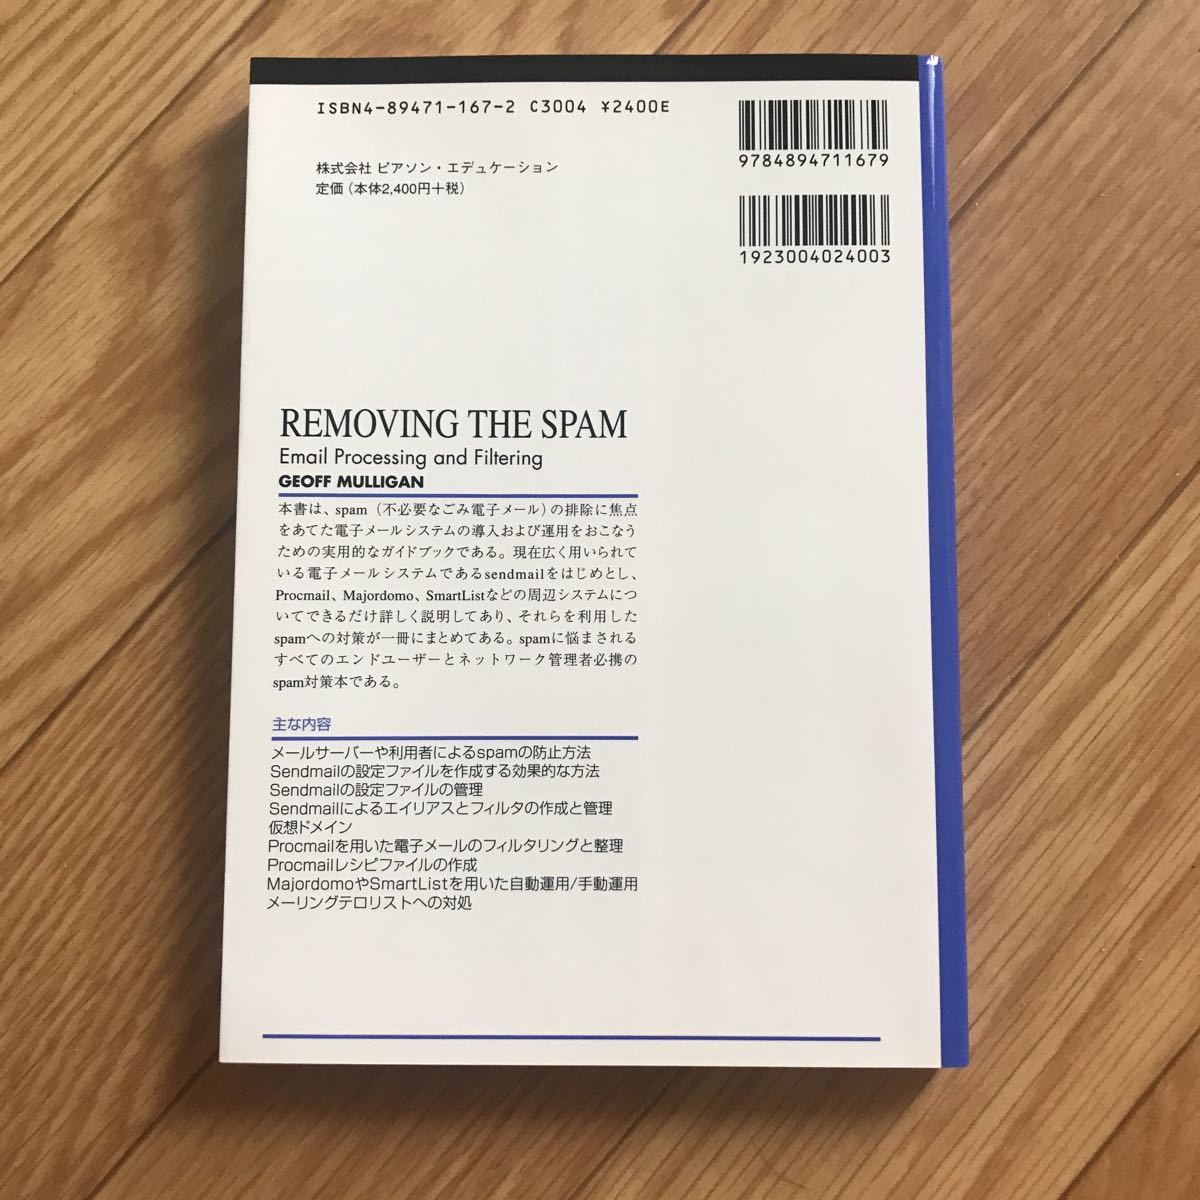 ISBN4-89471-167-2 C3004 ¥2400E
株式会社 ピアソン・エデュケーション
定価(本体2,400円+税)
9784894711679
1923004024003
REMOVING THE SPAM
Email Processing and Filtering
GEOFF MULLIGAN
本書は、spam(不必要なごみ電子メール)の排除に焦点
をあてた電子メールシステムの導入および運用をおこなう
ための実用的なガイドブックである。現在広く用いられて
いる電子メールシステムであるsendmailをはじめとし、
Procmail、Majordomo、SmartListなどの周辺システムにつ
いてできるだけ詳しく説明してあり、それらを利用した
spamへの対策が一冊にまとめてある。spamに悩まされる
すべてのエンドユーザーとネットワーク管理者必携の
spam対策本である。
主な内容
メールサーバーや利用者によるspamの防止方法
Sendmailの設定ファイルを作成する効果的な方法
Sendmailの設定ファイルの管理
Sendmailによるエイリアスとフィルタの作成と管理
仮想ドメイン
Procmailを用いた電子メールのフィルタリングと整理
Procmailレシピファイルの作成
MajordomoやSmartListを用いた自動運用/手動運用
メーリングテロリストへの対処